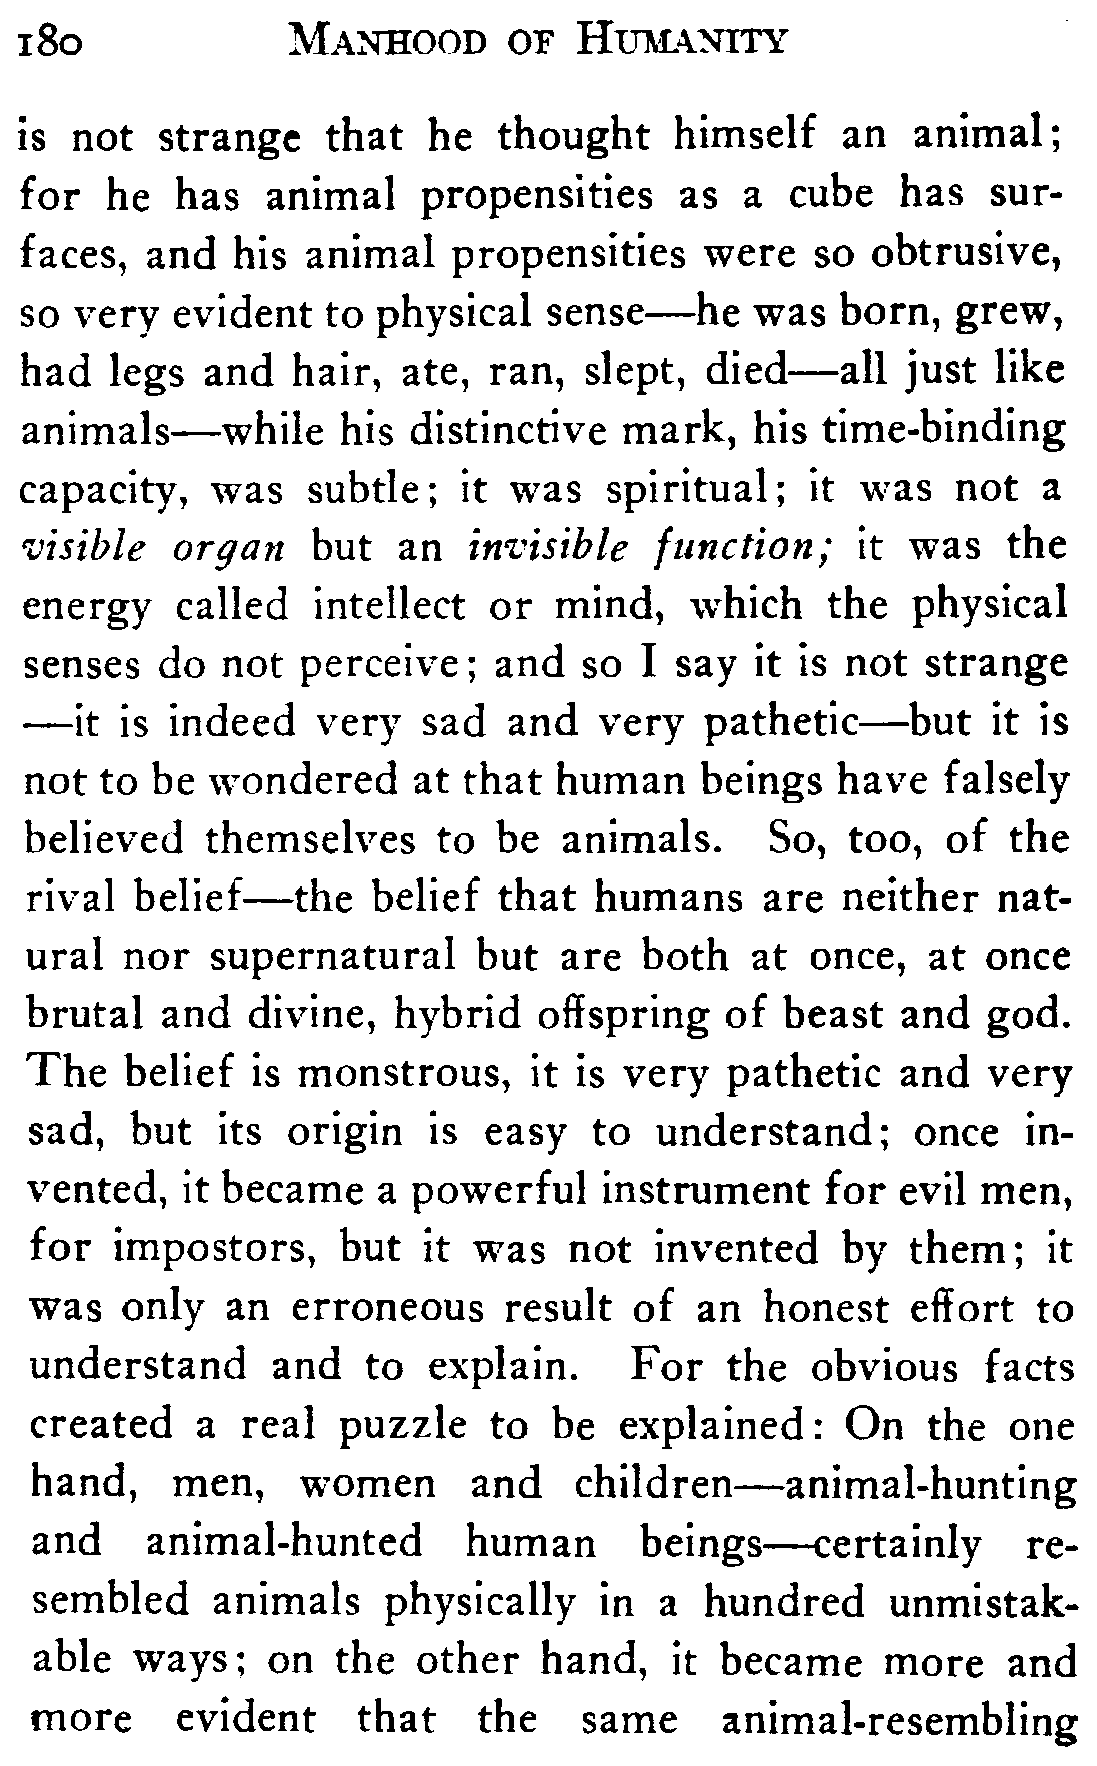 180 MANHOOD OF HUMANITY
is not strange that he thought himself an animal;
for he has animal propensities as a cube has sur-
faces, and his animal propensities were so obtrusive,
so very evident to physical sense—he was born, grew,
had legs and hair, ate, ran, slept, died—all just like
animals—while his distinctive mark, his time-binding
capacity, was subtle; it was spiritual; it was not a
visible organ but an invisible function; it was the
energy called intellect or mind, which the physical
senses do not perceive; and so I say it is not strange
—it is indeed very sad and very pathetic—but it is
not to be wondered at that human beings have falsely
believed themselves to be animals. So, too, of the
rival belief—the belief that humans are neither nat-
ural nor supernatural but are both at once, at once
brutal and divine, hybrid offspring of beast and god.
The belief is monstrous, it is very pathetic and very
sad, but its origin is easy to understand; once in-
vented, it became a powerful instrument for evil men,
for impostors, but it was not invented by them; it
was only an erroneous result of an honest effort to
understand and to explain. For the obvious facts
created a real puzzle to be explained: On the one
hand, men, women and children—animal-hunting
and animal-hunted human beings—certainly re-
sembled animals physically in a hundred unmistak-
able ways; on the other hand, it became more and
more evident that the same animal-resembling